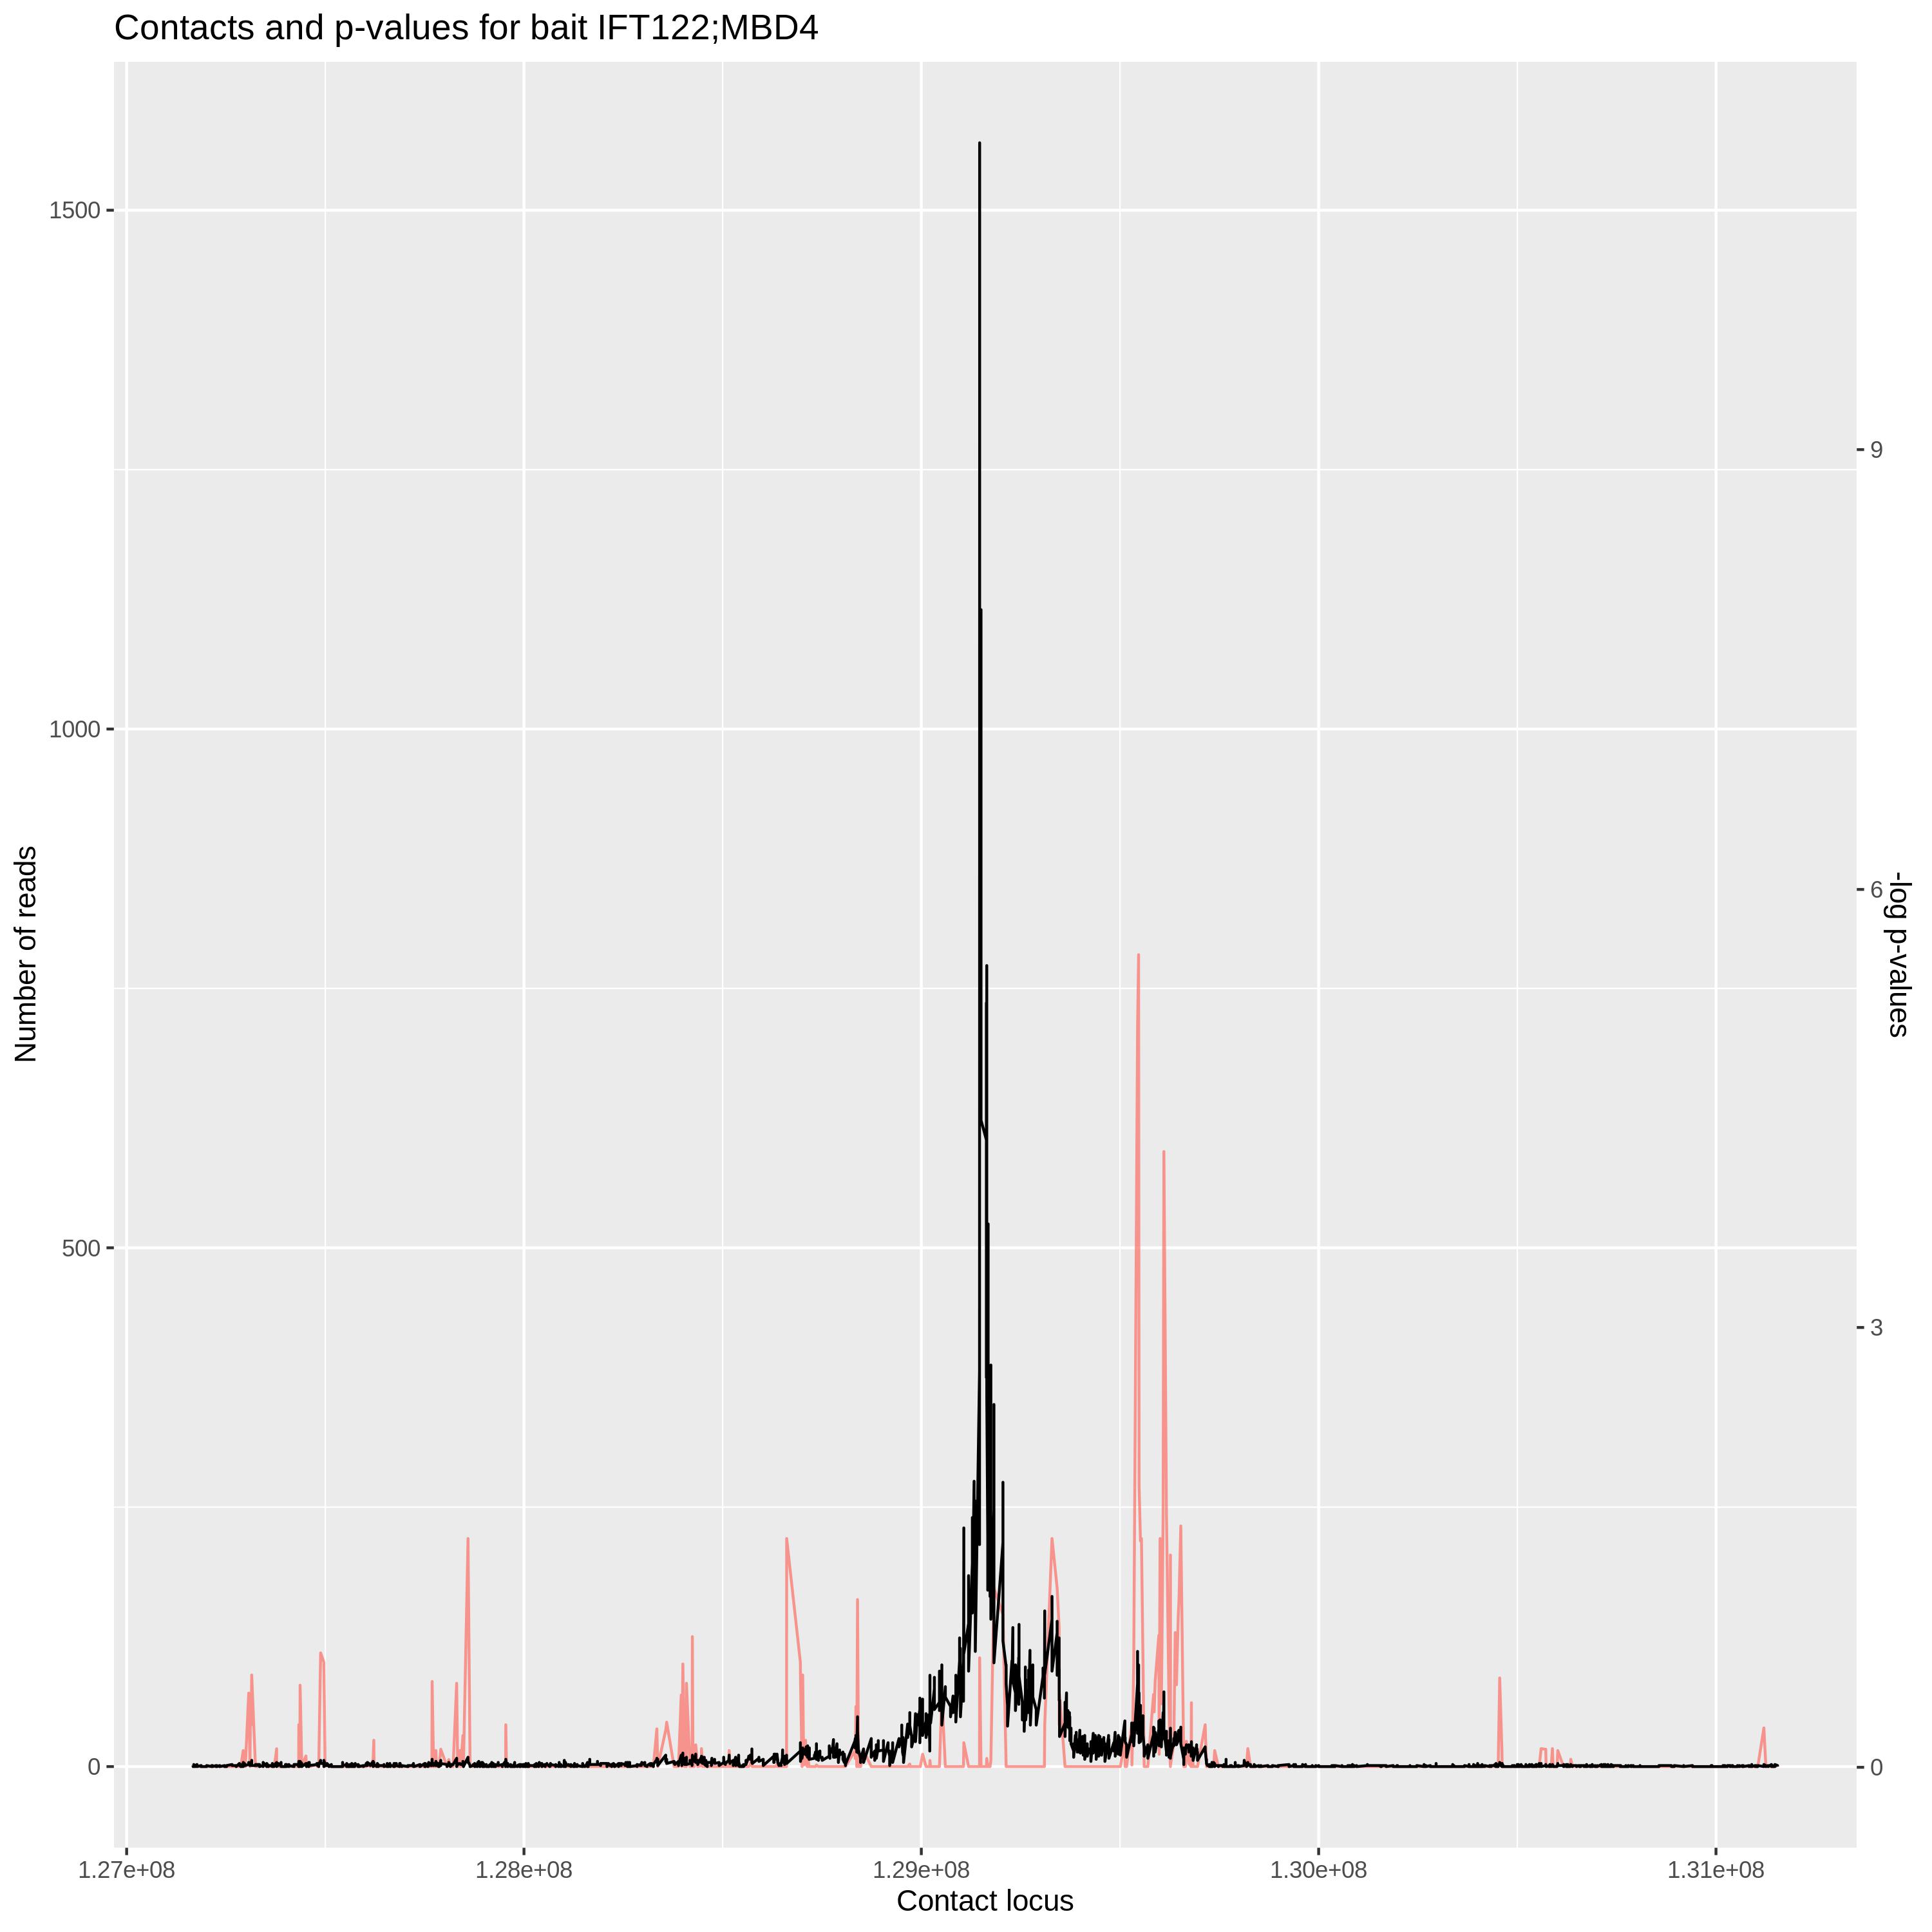 Contacts and p-values for bait IFT122;MBD4
1500
1000
500
0
Number of reads
9
6
3
0
-log p-values
1.27e+08
1.28e+08
1.29e+08
1.30e+08
1.31e+08
Contact locus